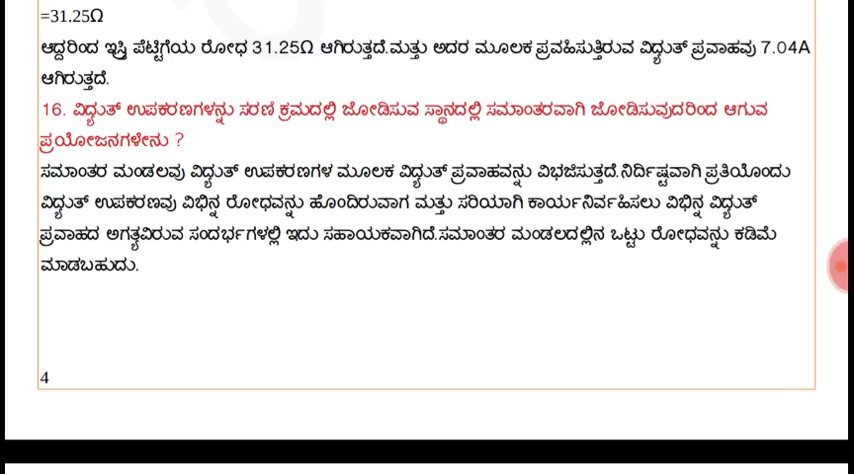 =31.25Ω
ಆದ್ದರಿಂದ ಇಸ್ತ್ರಿ ಪೆಟ್ಟಿಗೆಯ ರೋಧ 31.25Ω ಆಗಿರುತ್ತದೆ.ಮತ್ತು ಅದರ ಮೂಲಕ ಪ್ರವಹಿಸುತ್ತಿರುವ ವಿದ್ಯುತ್ ಪ್ರವಾಹವು 7.04A
ಆಗಿರುತ್ತದೆ.
16. ವಿದ್ಯುತ್ ಉಪಕರಣಗಳನ್ನು ಸರಣಿ ಕ್ರಮದಲ್ಲಿ ಜೋಡಿಸುವ ಸ್ಥಾನದಲ್ಲಿ ಸಮಾಂತರವಾಗಿ ಜೋಡಿಸುವುದರಿಂದ ಆಗುವ
ಪ್ರಯೋಜನಗಳೇನು ?
ಸಮಾಂತರ ಮಂಡಲವು ವಿದ್ಯುತ್ ಉಪಕರಣಗಳ ಮೂಲಕ ವಿದ್ಯುತ್ ಪ್ರವಾಹವನ್ನು ವಿಭಜಿಸುತ್ತದೆ.ನಿರ್ದಿಷ್ಟವಾಗಿ ಪ್ರತಿಯೊಂದು
ವಿದ್ಯುತ್ ಉಪಕರಣವು ವಿಭಿನ್ನ ರೋಧವನ್ನು ಹೊಂದಿರುವಾಗ ಮತ್ತು ಸರಿಯಾಗಿ ಕಾರ್ಯನಿರ್ವಹಿಸಲು ವಿಭಿನ್ನ ವಿದ್ಯುತ್
ಪ್ರವಾಹದ ಅಗತ್ಯವಿರುವ ಸಂದರ್ಭಗಳಲ್ಲಿ ಇದು ಸಹಾಯಕವಾಗಿದೆ.ಸಮಾಂತರ ಮಂಡಲದಲ್ಲಿನ ಒಟ್ಟು ರೋಧವನ್ನು ಕಡಿಮೆ
ಮಾಡಬಹುದು.
4